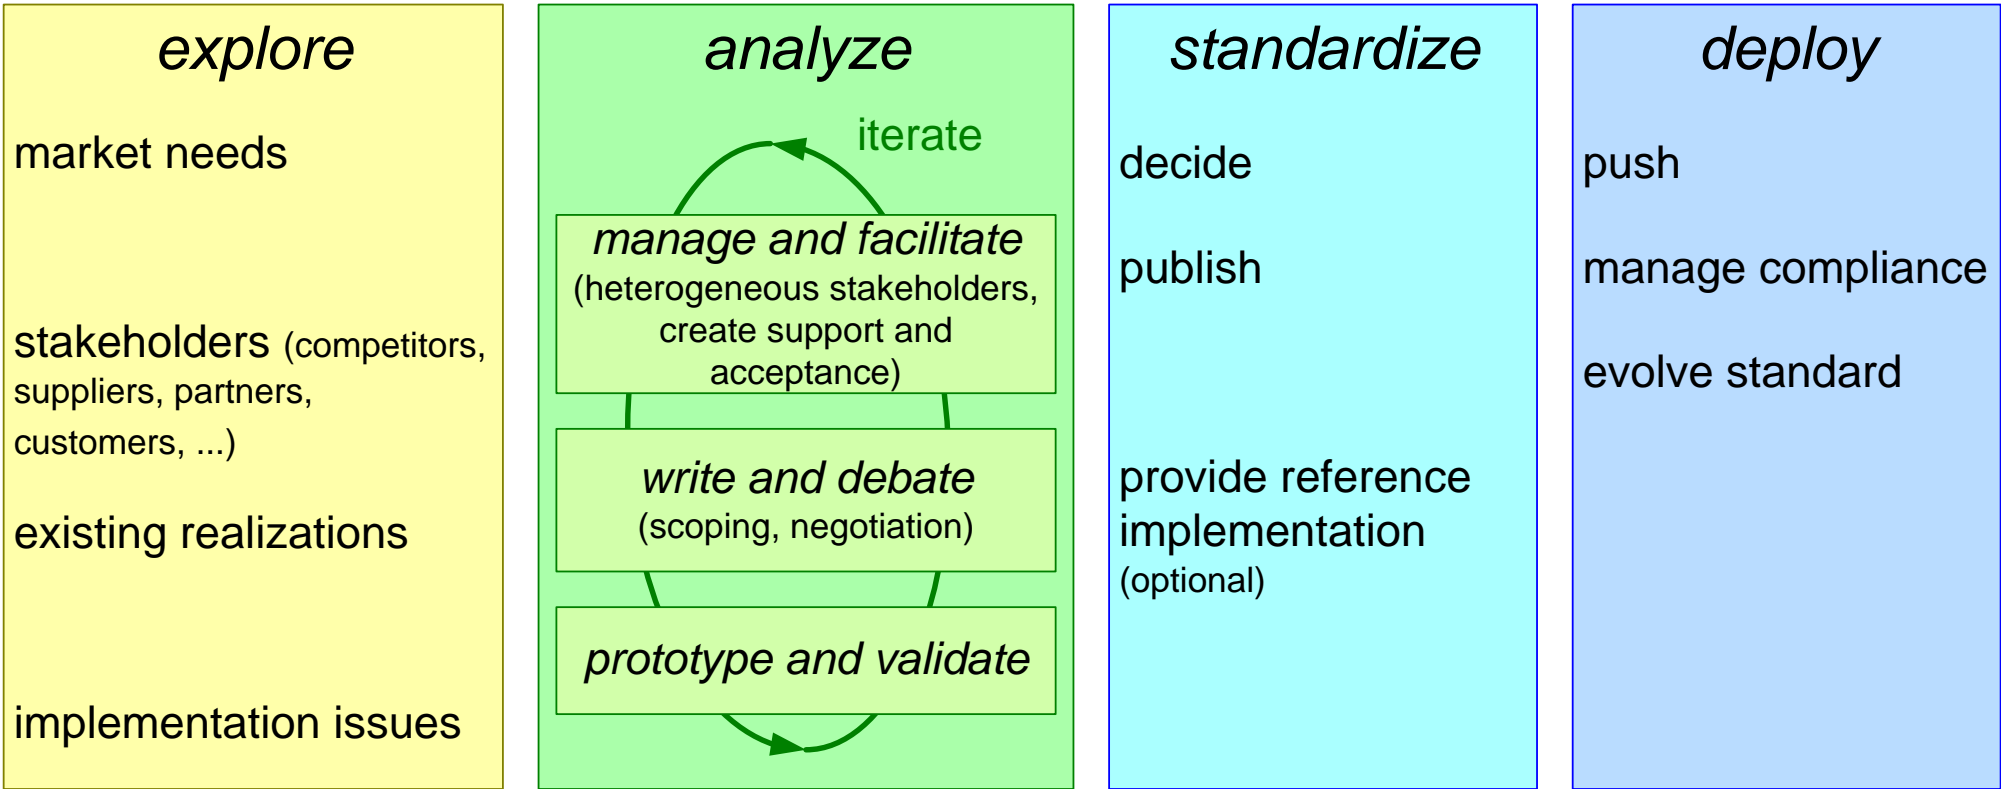 explore
market needs
stakeholders (competitors,
suppliers, partners,
customers, ...)
existing realizations
implementation issues
analyze
iterate
manage and facilitate
(heterogeneous stakeholders,
create support and
acceptance)
write and debate
(scoping, negotiation)
prototype and validate
standardize
decide
publish
provide reference
implementation
(optional)
deploy
push
manage compliance
evolve standard